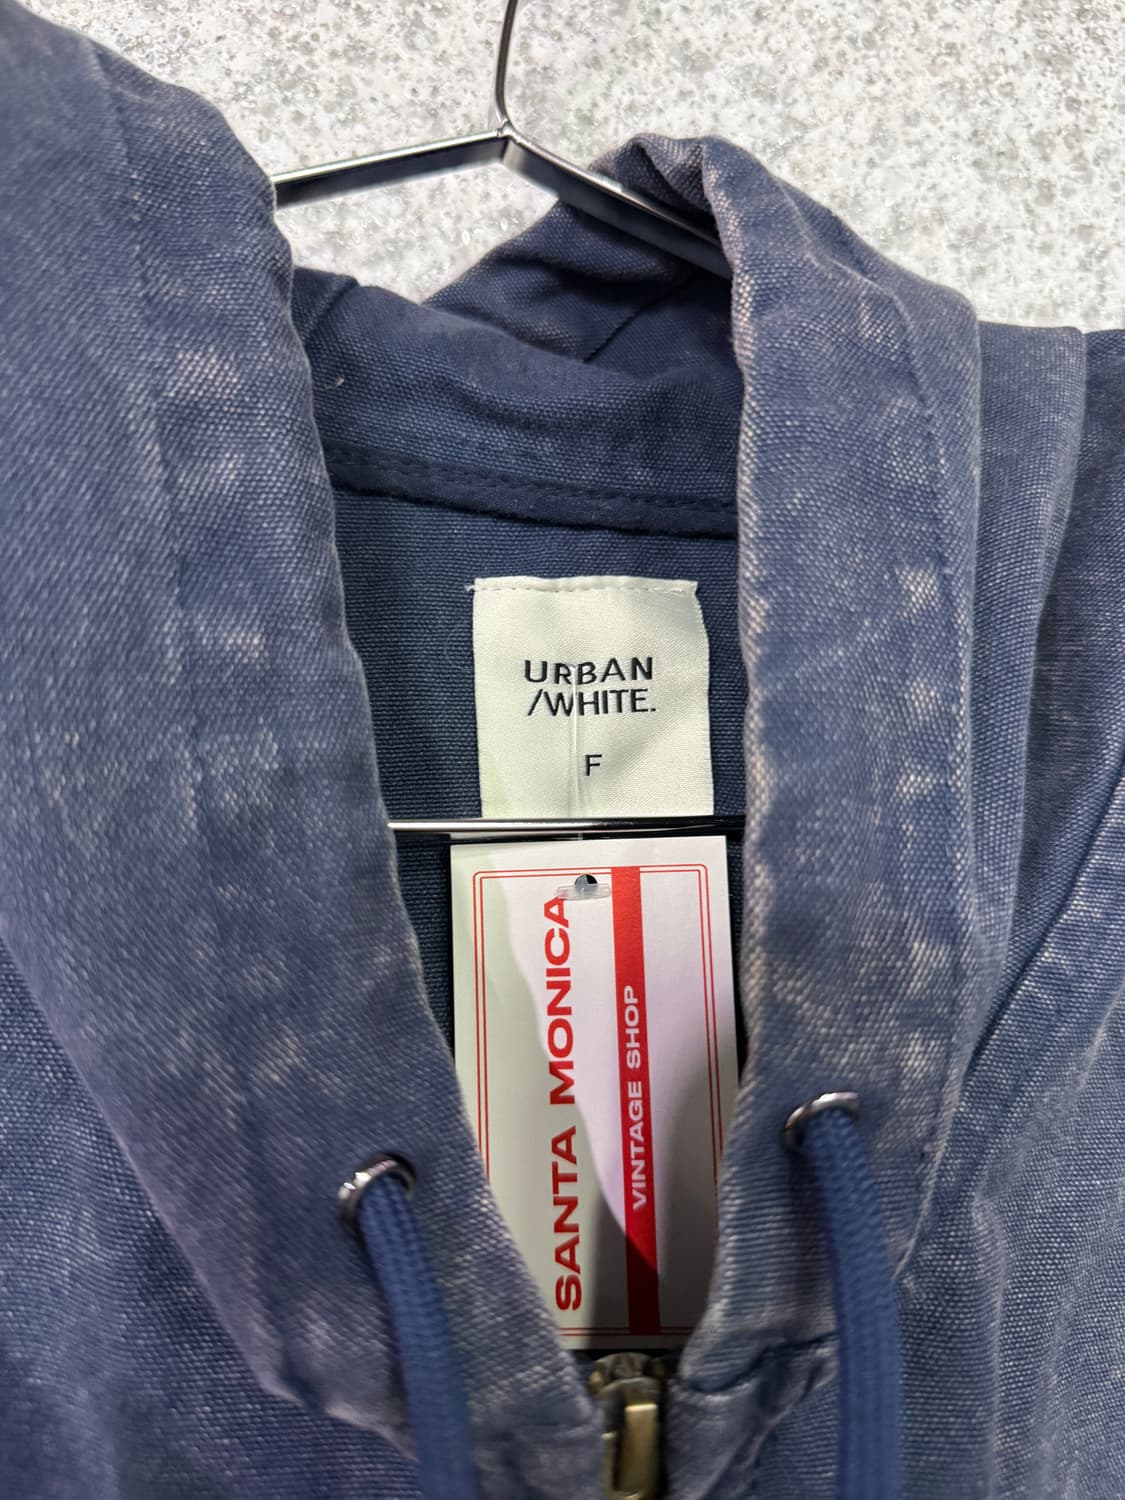 URBAN
/WHITE.
F
SANTA MONICA
VINTAGE SHOP